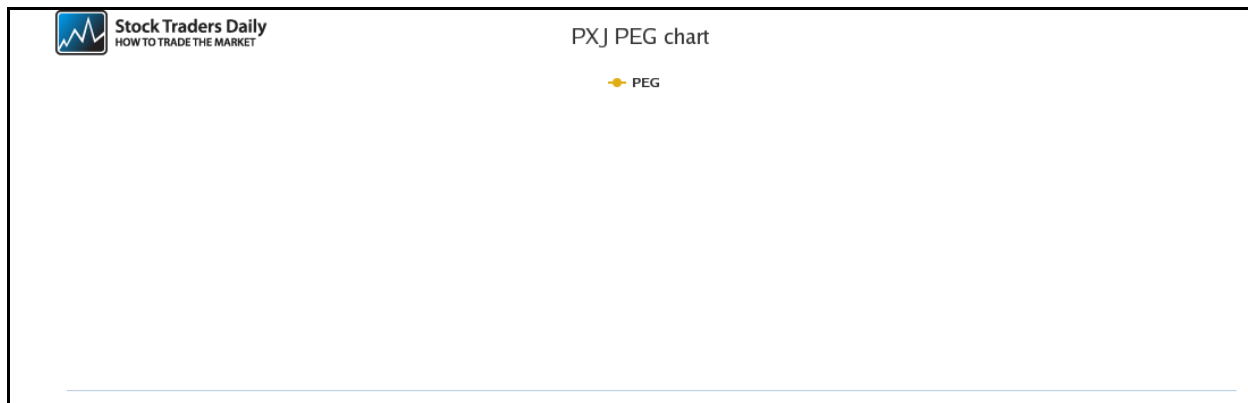 Stock Traders Daily
HOW TO TRADE THE MARKET
PXJ PEG chart
PEG